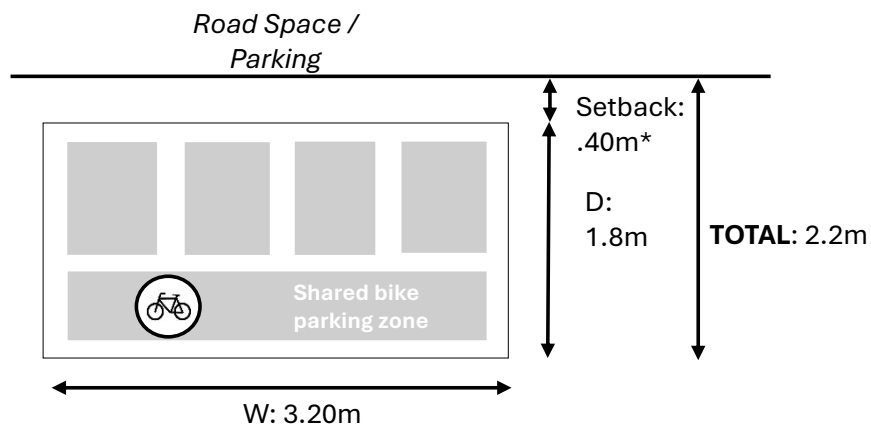 Road Space /
Parking
Setback:
.40m*
D:
1.8m
TOTAL: 2.2m
Shared bike
parking zone
W: 3.20m